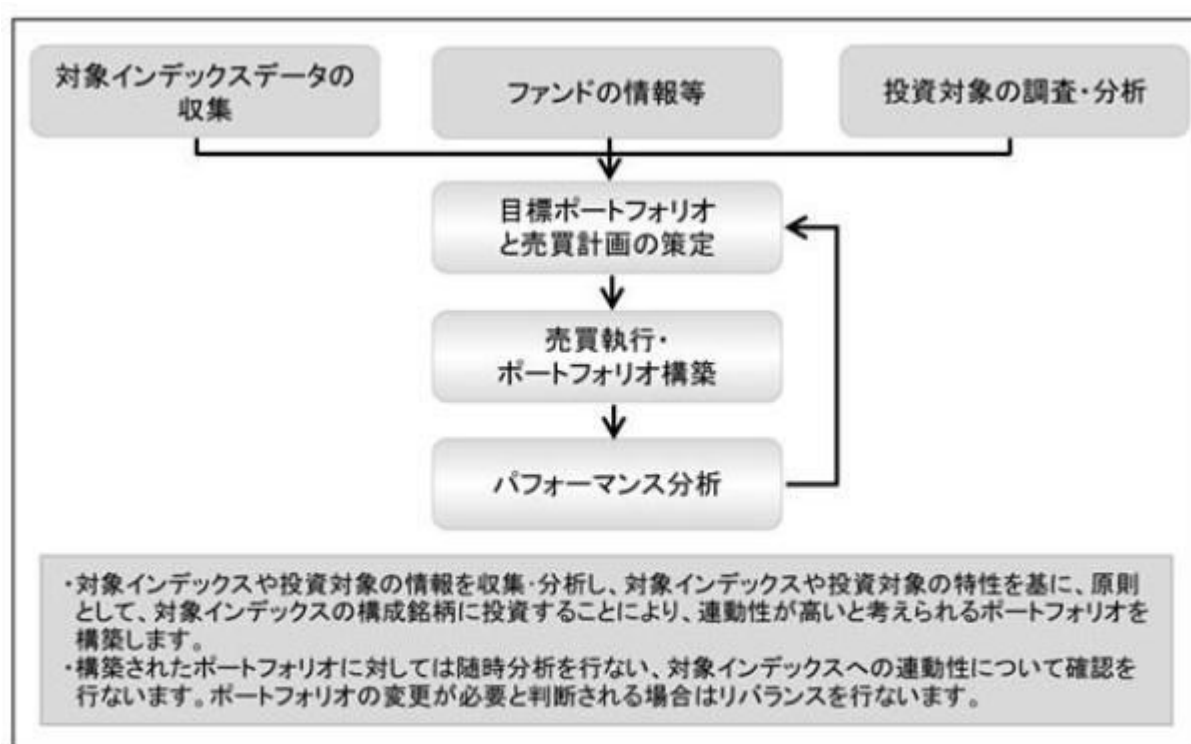 対象インデックスデータの
収集
ファンドの情報等
投資対象の調査・分析
目標ポートフォリオ
と売買計画の策定
売買執行・
ポートフォリオ構築
パフォーマンス分析
・対象インデックスや投資対象の情報を収集・分析し、対象インデックスや投資対象の特性を基に、原則
として、対象インデックスの構成銘柄に投資することにより、連動性が高いと考えられるポートフォリオを
構築します。
・構築されたポートフォリオに対しては随時分析を行ない、対象インデックスへの連動性について確認を
行ないます。ポートフォリオの変更が必要と判断される場合はリバランスを行ないます。